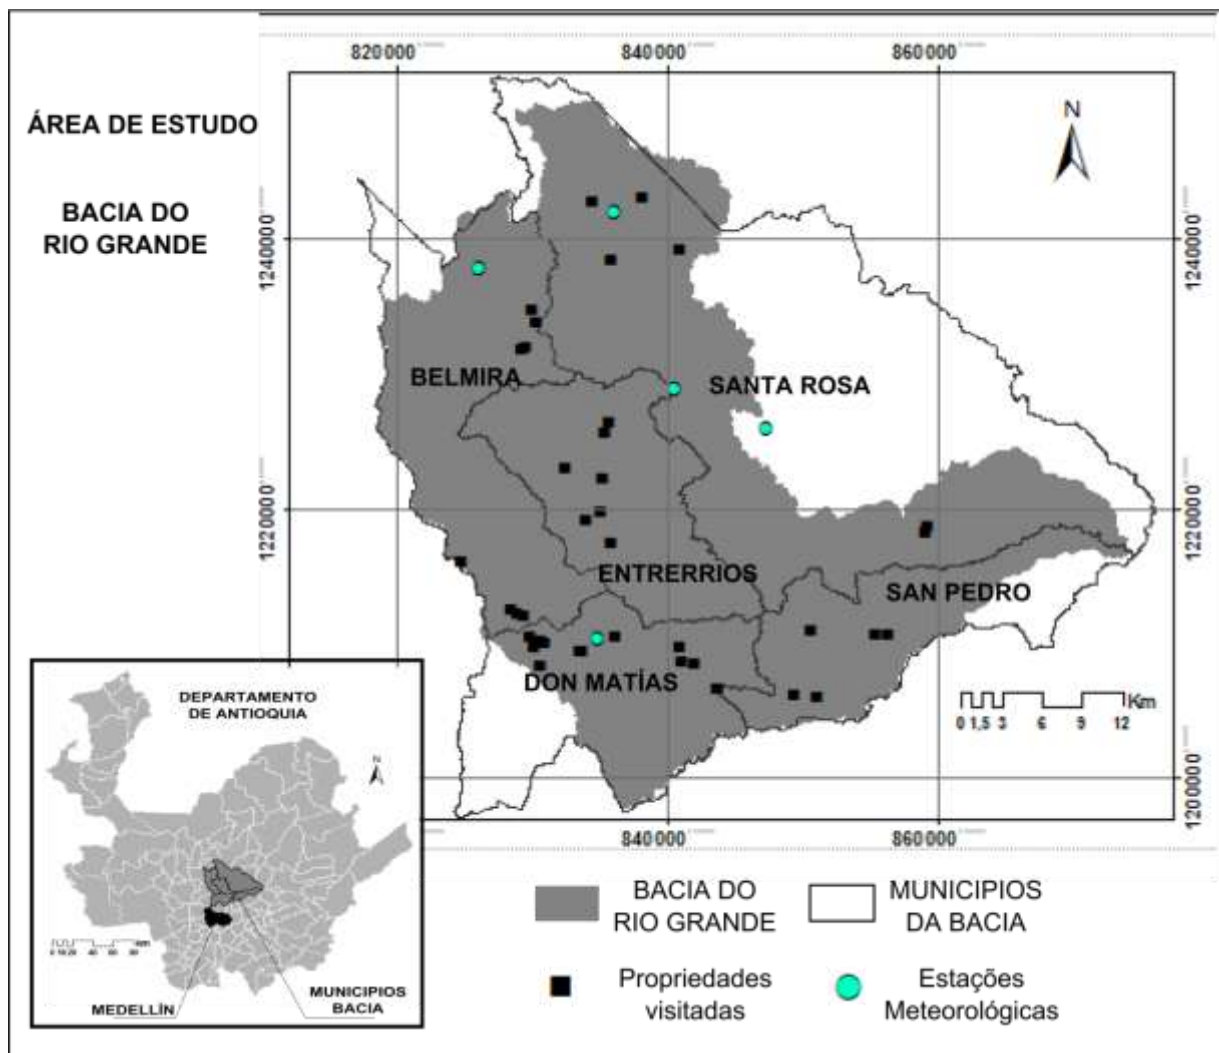 820000 840000 860000
ÁREA DE ESTUDO
BACIA DO
RIO GRANDE
N
1240000
1240000
BELMIRA
SANTA ROSA
1220000
1220000
ENTRERRIOS
SAN PEDRO
DON MATÍAS
Km
0 1,5 3 6 9 12
1200000
840000 860000
DEPARTAMENTO
DE ANTIOQUIA
N
MEDELLÍN
MUNICIPIOS
BACIA
BACIA DO
RIO GRANDE
MUNICIPIOS
DA BACIA
Propriedades
visitadas
Estações
Meteorológicas